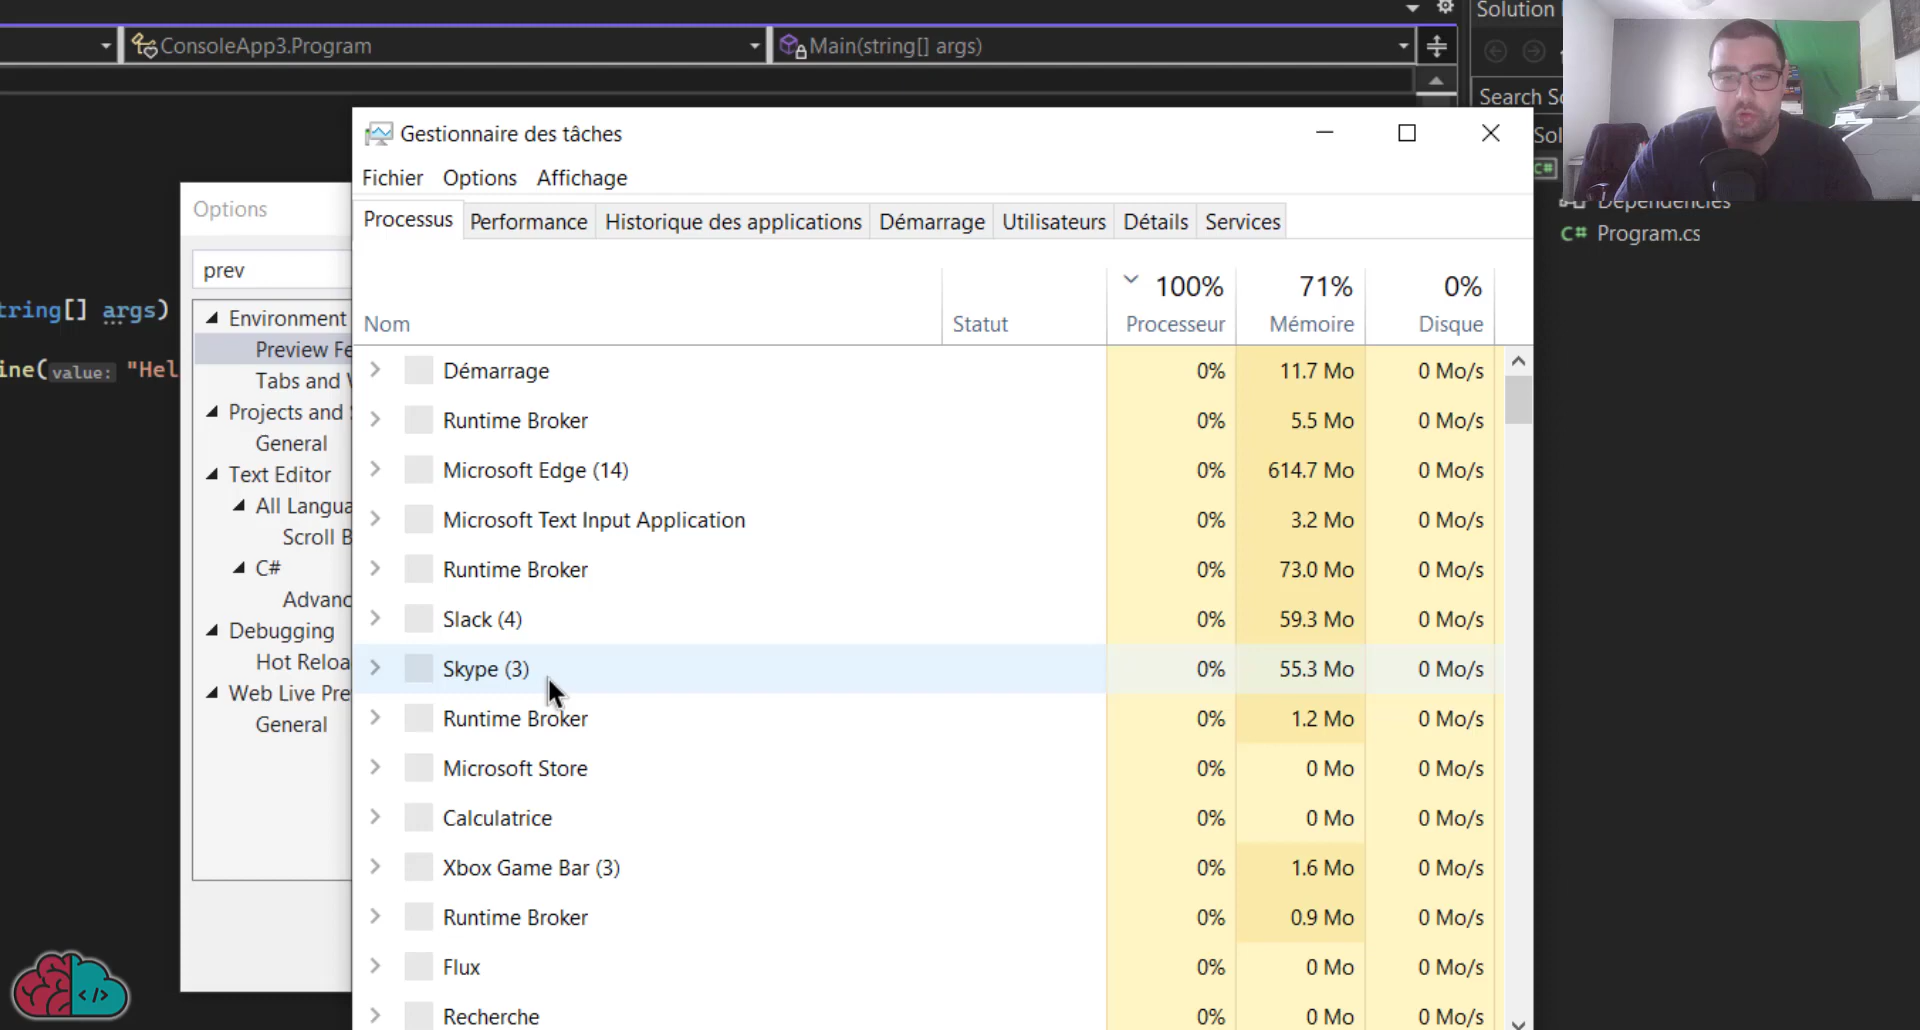 Solution
ConsoleApp3.Program
Main(string[] args)
Search So
Sol
Dependencies
C# Program.cs
tring[] args)
ine(value: "Hel
Options
prev
Environment
Preview Fe
Tabs and W
Projects and S
General
Text Editor
All Langua
Scroll B
C#
Advanc
Debugging
Hot Reloa
Web Live Pre
General
Gestionnaire des tâches
Fichier Options Affichage
Processus Performance Historique des applications Démarrage Utilisateurs Détails Services
100% 71% 0%
Nom Statut Processeur Mémoire Disque
Démarrage 0% 11.7 Mo 0 Mo/s
Runtime Broker 0% 5.5 Mo 0 Mo/s
Microsoft Edge (14) 0% 614.7 Mo 0 Mo/s
Microsoft Text Input Application 0% 3.2 Mo 0 Mo/s
Runtime Broker 0% 73.0 Mo 0 Mo/s
Slack (4) 0% 59.3 Mo 0 Mo/s
Skype (3) 0% 55.3 Mo 0 Mo/s
Runtime Broker 0% 1.2 Mo 0 Mo/s
Microsoft Store 0% 0 Mo 0 Mo/s
Calculatrice 0% 0 Mo 0 Mo/s
Xbox Game Bar (3) 0% 1.6 Mo 0 Mo/s
Runtime Broker 0% 0.9 Mo 0 Mo/s
Flux 0% 0 Mo 0 Mo/s
Recherche 0% 0 Mo 0 Mo/s
</>